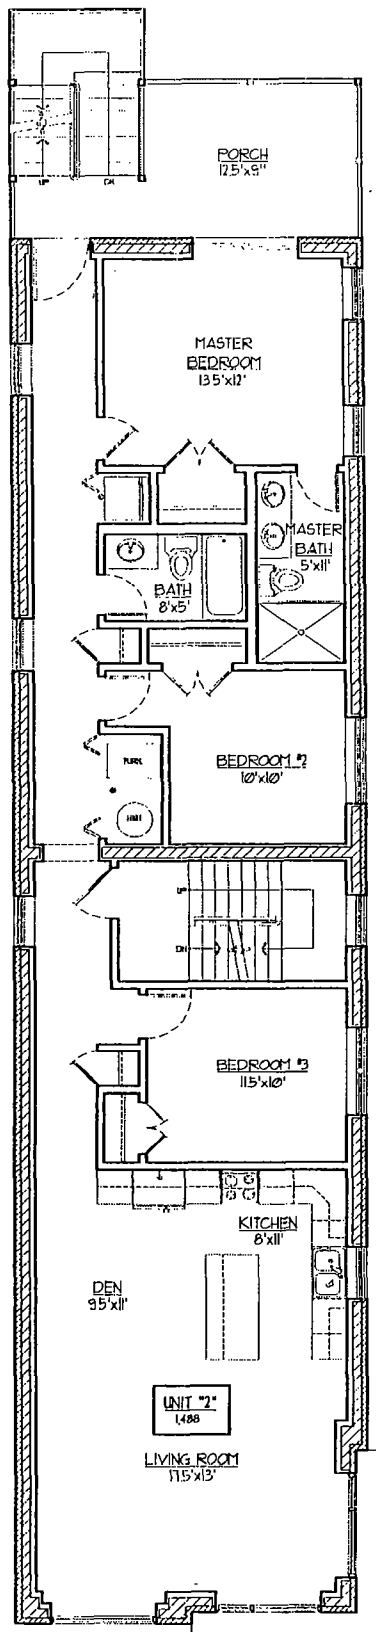 UP
DN
PORCH
12.5'x9'
MASTER
BEDROOM
13.5'x12'
MASTER
BATH
5'x11'
BATH
8'x5'
BEDROOM #2
10'x10'
FURN.
HWH
UP
DN
BEDROOM #3
11.5'x10'
KITCHEN
8'x11'
DEN
9.5'x11'
UNIT "2"
1,488
LIVING ROOM
17.5'x13'